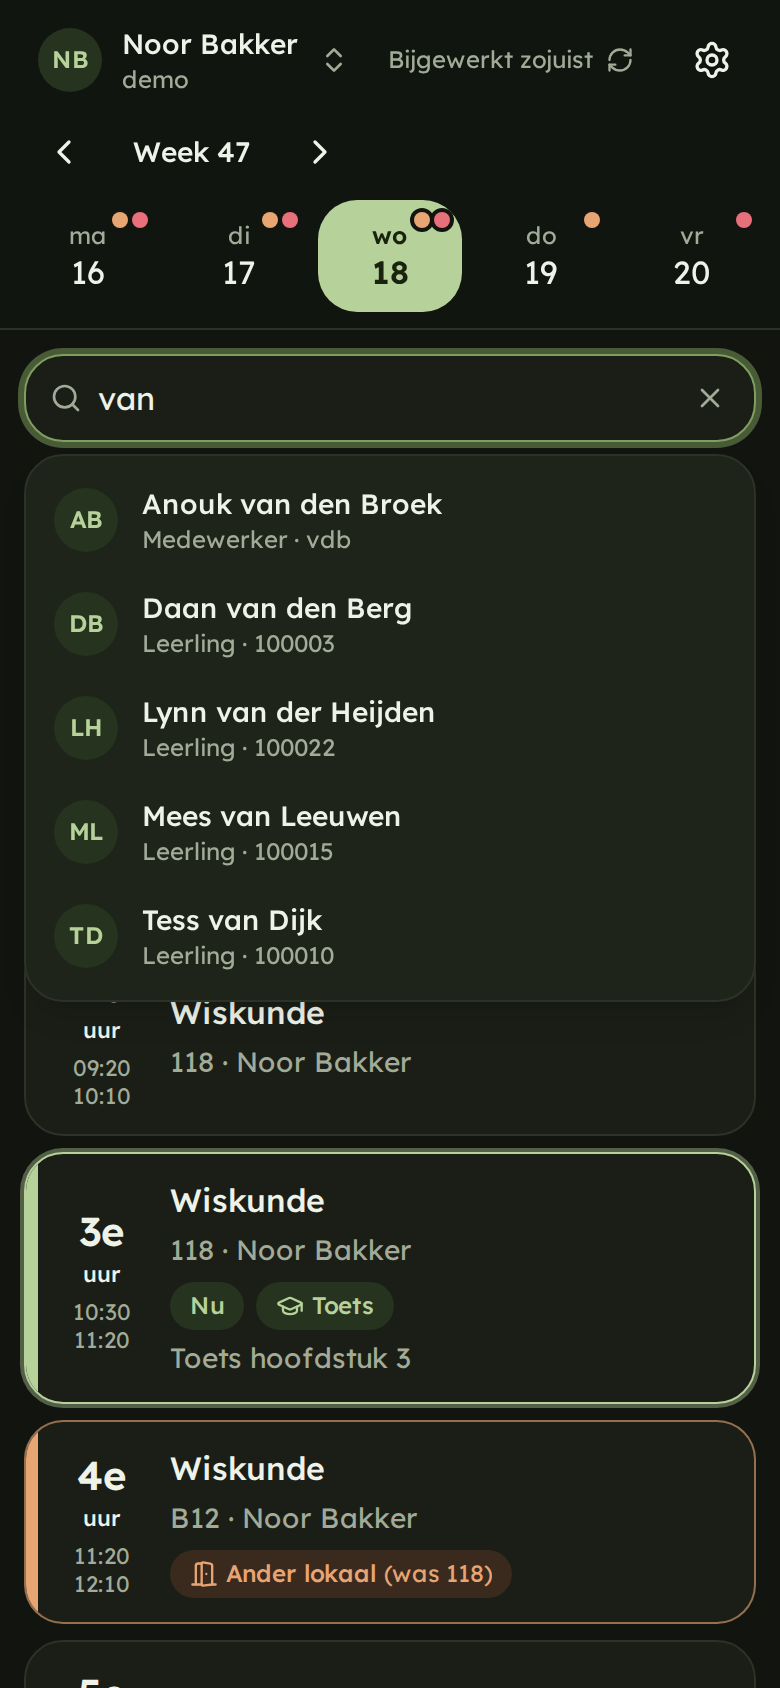 NB
Noor Bakker
demo
Bijgewerkt zojuist
Week 47
ma
16
di
17
wo
18
do
19
vr
20
van
AB
Anouk van den Broek
Medewerker · vdb
DB
Daan van den Berg
Leerling · 100003
LH
Lynn van der Heijden
Leerling · 100022
ML
Mees van Leeuwen
Leerling · 100015
TD
Tess van Dijk
Leerling · 100010
uur
09:20
10:10
Wiskunde
118 · Noor Bakker
3e
uur
10:30
11:20
Wiskunde
118 · Noor Bakker
Nu
Toets
Toets hoofdstuk 3
4e
uur
11:20
12:10
Wiskunde
B12 · Noor Bakker
Ander lokaal (was 118)